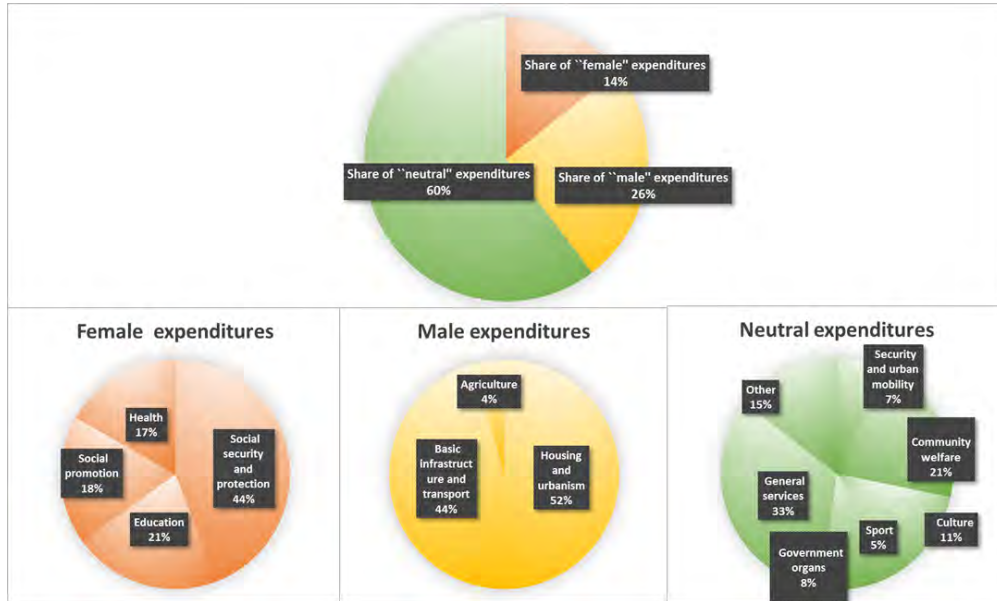 Share of ``female'' expenditures
14%
Share of ``neutral'' expenditures
60%
Share of ``male'' expenditures
26%
Female expenditures
Health
17%
Social
promotion
18%
Social
security
and
protection
44%
Education
21%
Male expenditures
Agriculture
4%
Basic
infrastruct
ure and
transport
44%
Housing
and
urbanism
52%
Neutral expenditures
Security
and urban
mobility
7%
Other
15%
Community
welfare
21%
General
services
33%
Culture
11%
Sport
5%
Government
organs
8%